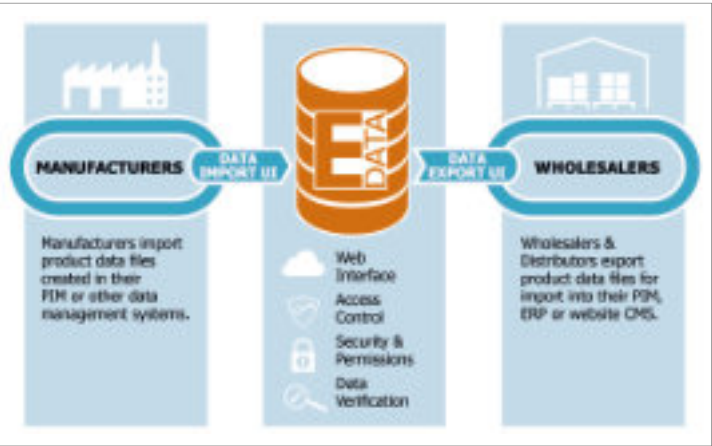 MANUFACTURERS
DATA
IMPORT UI
E DATA
DATA
EXPORT UI
WHOLESALERS
Manufacturers import
product data files
created in their
PIM or other data
management systems.
Web
Interface
Access
Control
Security &
Permissions
Data
Verification
Wholesalers &
Distributors export
product data files for
import into their PIM,
ERP or website CMS.